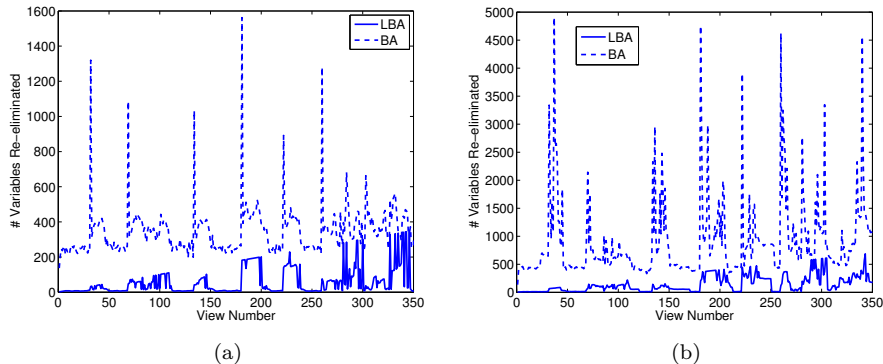 1600
1400
1200
1000
800
600
400
200
0
# Variables Re-eliminated
LBA
BA
0 50 100 150 200 250 300 350
View Number
(a)
5000
4500
4000
3500
3000
2500
2000
1500
1000
500
0
# Variables Re-eliminated
LBA
BA
0 50 100 150 200 250 300 350
View Number
(b)